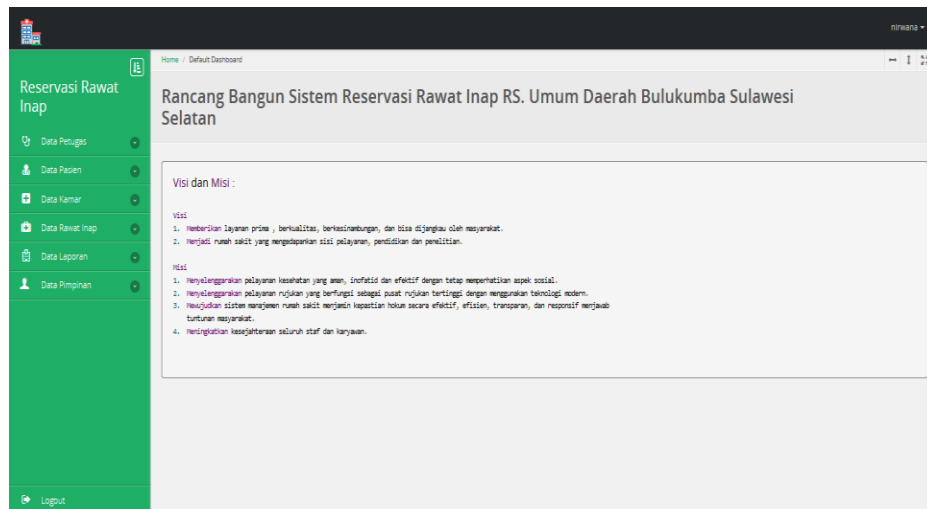 nirwana
Home / Default Dashboard
Reservasi Rawat
Inap
Rancang Bangun Sistem Reservasi Rawat Inap RS. Umum Daerah Bulukumba Sulawesi
Selatan
Data Petugas
Data Pasien
Data Kamar
Data Rawat Inap
Data Laporan
Data Pimpinan
Visi dan Misi :
Visi
1. Memberikan layanan prima , berkualitas, berkesinambungan, dan bisa dijangkau oleh masyarakat.
2. Menjadi rumah sakit yang mengedapankan sisi pelayanan, pendidikan dan penelitian.
Misi
1. Menyelenggarakan pelayanan kesehatan yang aman, inofatid dan efektif dengan tetap memperhatikan aspek sosial.
2. Menyelenggarakan pelayanan rujukan yang berfungsi sebagai pusat rujukan tertinggi dengan menggunakan teknologi modern.
3. Mewujudkan sistem manajemen rumah sakit menjamin kepastian hokum secara efektif, efisien, transparan, dan responsif menjawab
tuntunan masyarakat.
4. Meningkatkan kesejahteraan seluruh staf dan karyawan.
Logout